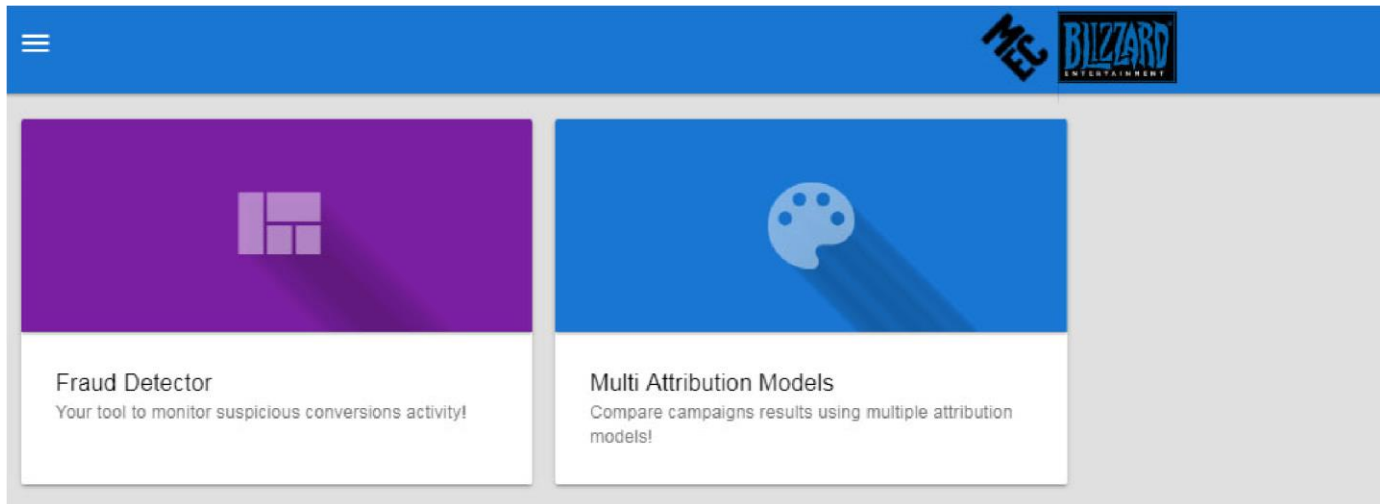 MEC
BLIZZARD
ENTERTAINMENT
Fraud Detector
Your tool to monitor suspicious conversions activity!
Multi Attribution Models
Compare campaigns results using multiple attribution
models!